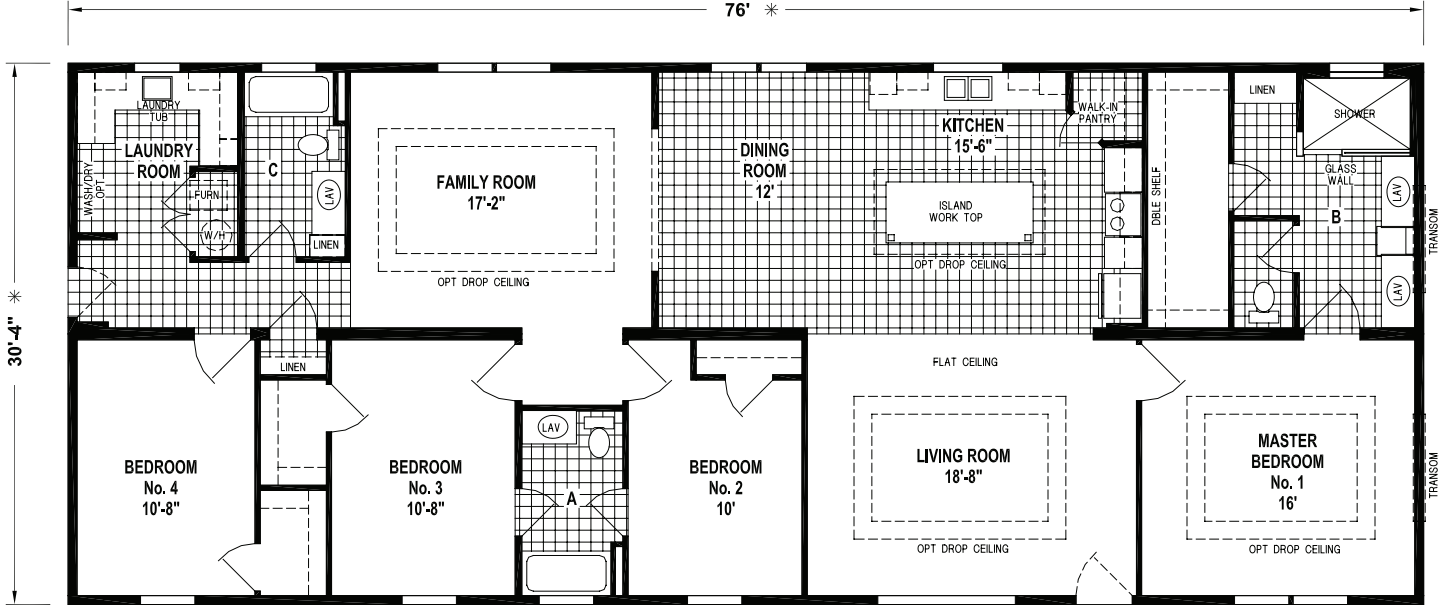 76' *
30'-4" *
LAUNDRY
TUB
LAUNDRY
ROOM
WASH/DRY
OPT
FURN
W/H
C
LAV
LINEN
FAMILY ROOM
17'-2"
OPT DROP CEILING
DINING
ROOM
12'
KITCHEN
15'-6"
WALK-IN
PANTRY
ISLAND
WORK TOP
OPT DROP CEILING
DBLE SHELF
LINEN
SHOWER
GLASS
WALL
B
LAV
LAV
TRANSOM
LINEN
BEDROOM
No. 4
10'-8"
BEDROOM
No. 3
10'-8"
LAV
A
BEDROOM
No. 2
10'
FLAT CEILING
LIVING ROOM
18'-8"
OPT DROP CEILING
MASTER
BEDROOM
No. 1
16'
OPT DROP CEILING
TRANSOM